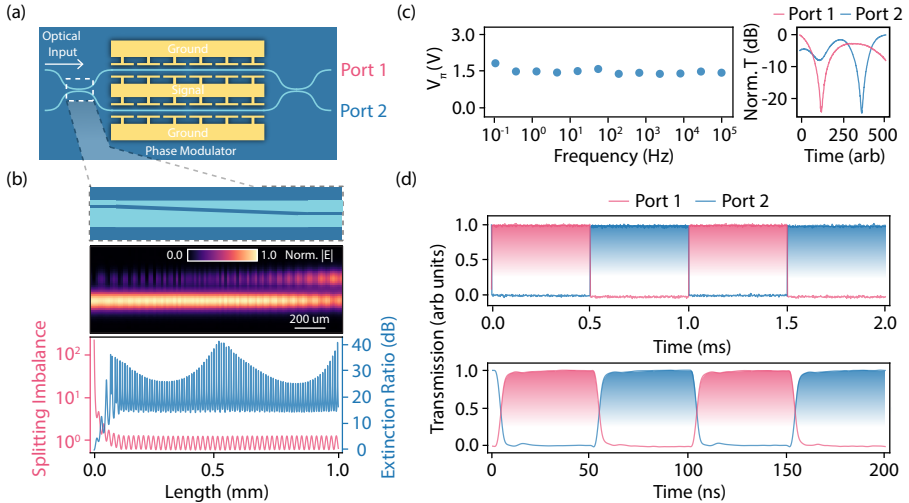 (a)
Optical
Input
Ground
Signal
Ground
Phase Modulator
Port 1
Port 2
(b)
0.0 1.0 Norm. |E|
200 um
Splitting Imbalance
10²
10¹
10⁰
Extinction Ratio (dB)
40
30
20
10
0
0.0 0.5 1.0
Length (mm)
(c)
V_π (V)
3.0
1.5
0.0
10⁻¹ 10⁰ 10¹ 10² 10³ 10⁴ 10⁵
Frequency (Hz)
Port 1 Port 2
Norm. T (dB)
0
-10
-20
0 250 500
Time (arb)
(d)
Port 1 Port 2
Transmission (arb units)
1.0
0.5
0.0
0.0 0.5 1.0 1.5 2.0
Time (ms)
1.0
0.5
0.0
0 50 100 150 200
Time (ns)